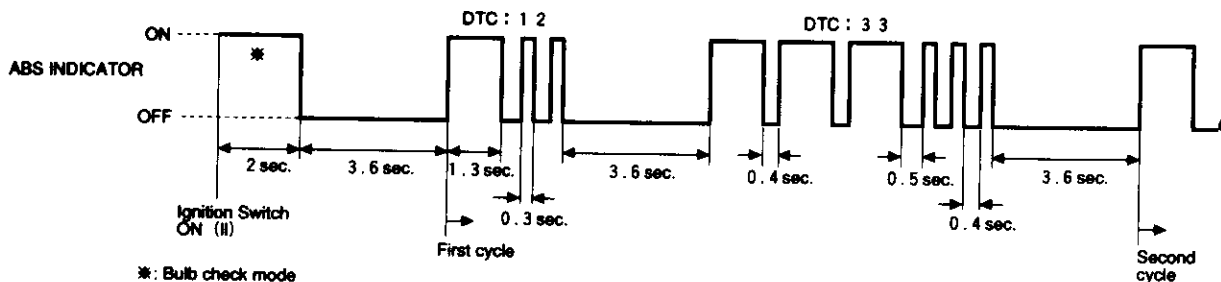 DTC : 1 2
DTC : 3 3
ON
ABS INDICATOR
OFF
2 sec.
3.6 sec.
1.3 sec.
3.6 sec.
0.4 sec.
0.5 sec.
3.6 sec.
0.3 sec.
0.4 sec.
Ignition Switch
ON (II)
First cycle
Second
cycle
※: Bulb check mode